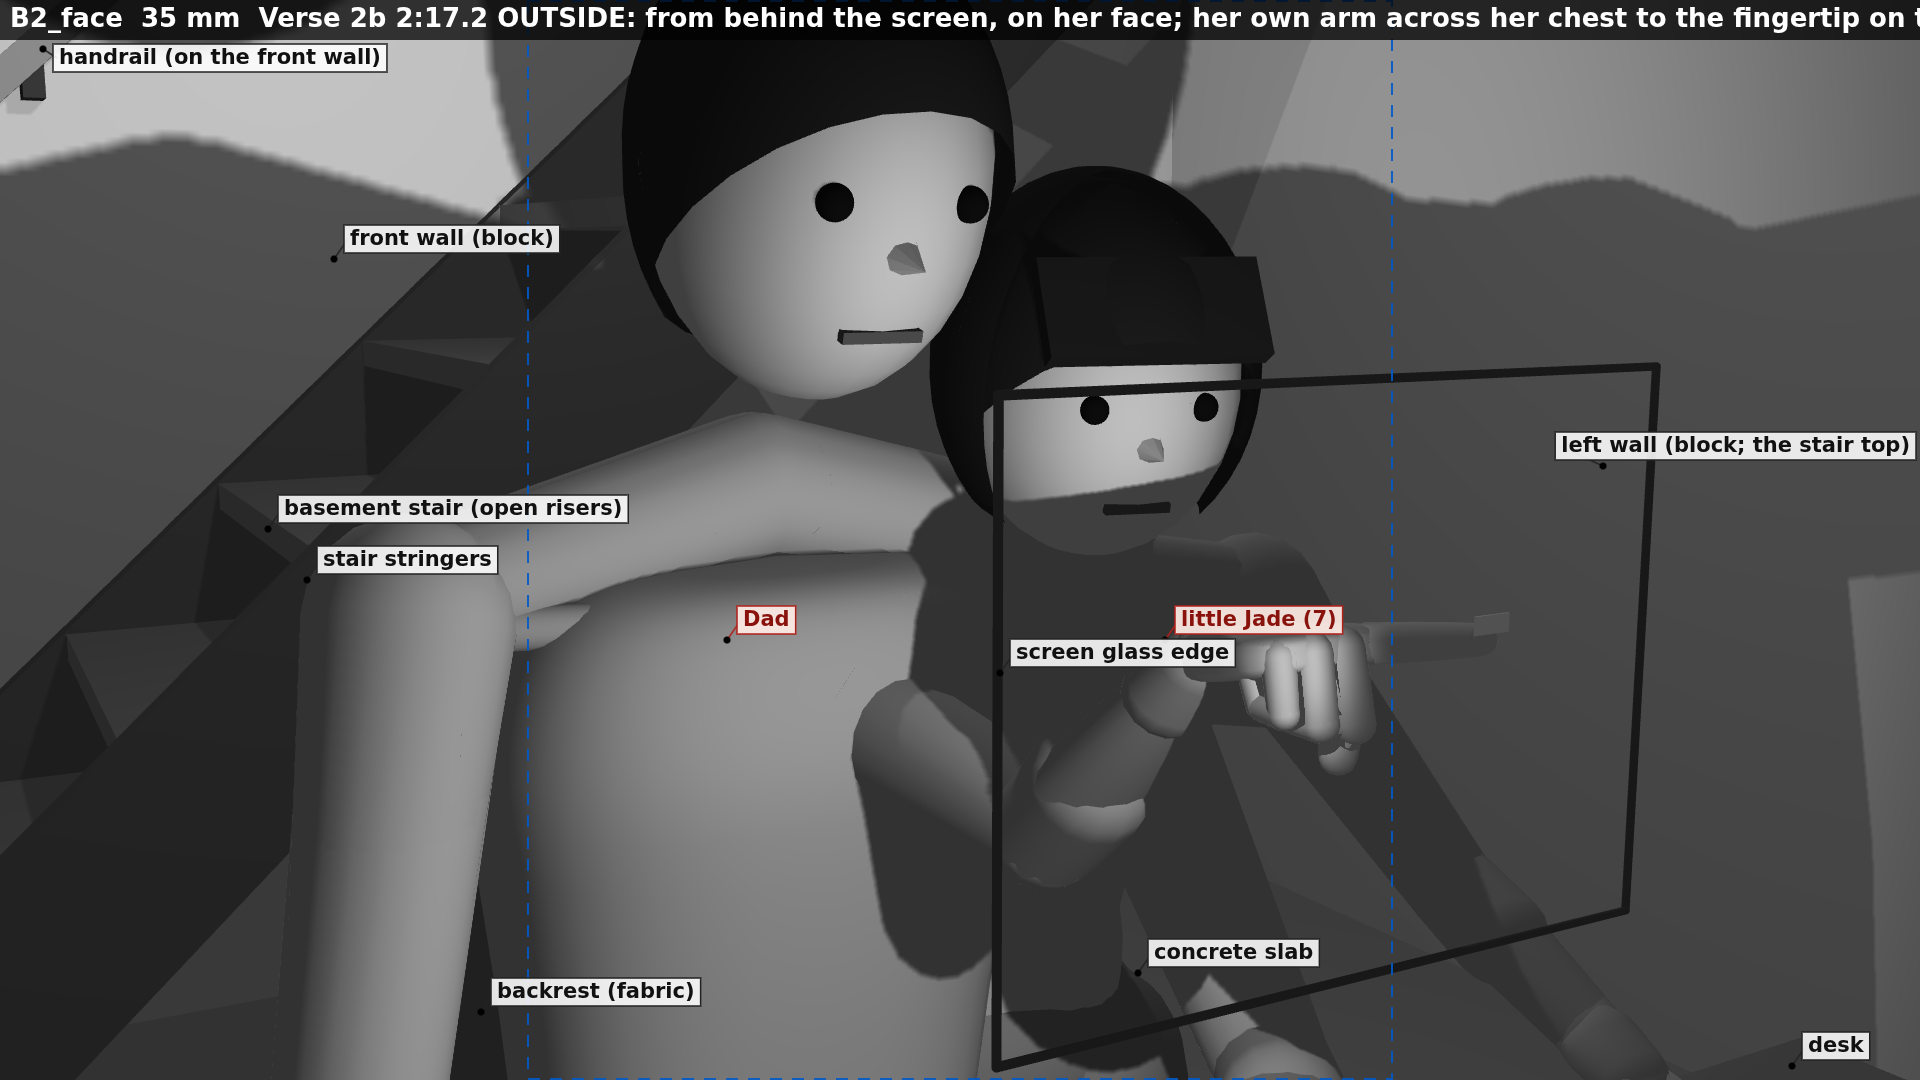 B2_face 35 mm Verse 2b 2:17.2 OUTSIDE: from behind the screen, on her face; her own arm across her chest to the fingertip on
handrail (on the front wall)
front wall (block)
left wall (block; the stair top)
basement stair (open risers)
stair stringers
Dad
little Jade (7)
screen glass edge
concrete slab
backrest (fabric)
desk